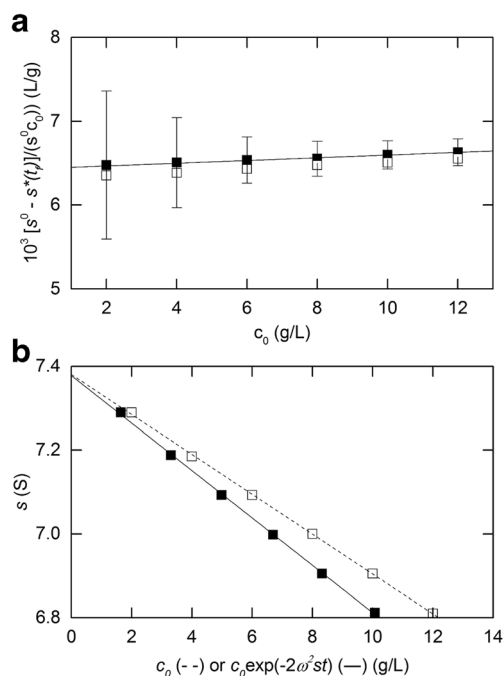 a
10³ [s⁰ - s*(tf)]/(s⁰c₀)) (L/g)
8
7
6
5
2 4 6 8 10 12
c₀ (g/L)
b
s (S)
7.4
7.2
7.0
6.8
0 2 4 6 8 10 12 14
c₀ (- -) or c₀exp(-2ω²st) (—) (g/L)